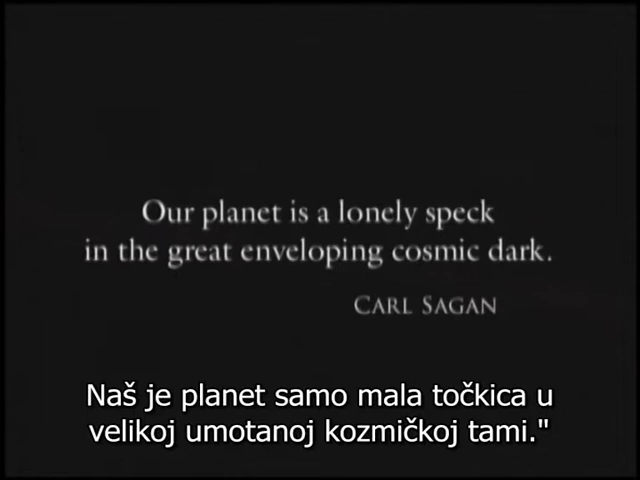 Our planet is a lonely speck
in the great enveloping cosmic dark.
CARL SAGAN
Naš je planet samo mala točkica u
velikoj umotanoj kozmičkoj tami."